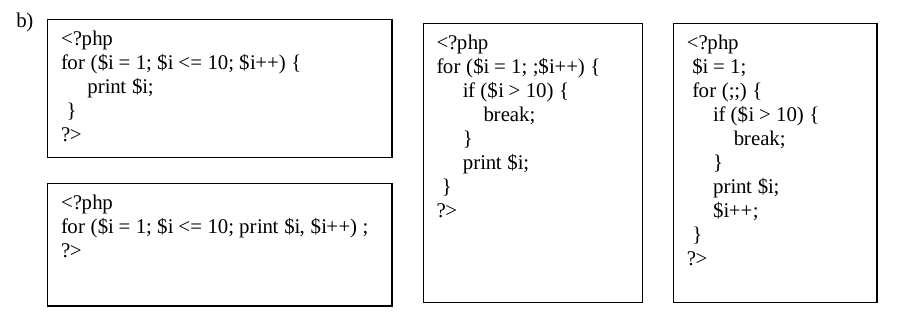 b)
<?php
for ($i = 1; $i <= 10; $i++) {
print $i;
}
?>
<?php
for ($i = 1; $i <= 10; print $i, $i++) ;
?>
<?php
for ($i = 1; ;$i++) {
if ($i > 10) {
break;
}
print $i;
}
?>
<?php
$i = 1;
for (;;) {
if ($i > 10) {
break;
}
print $i;
$i++;
}
?>